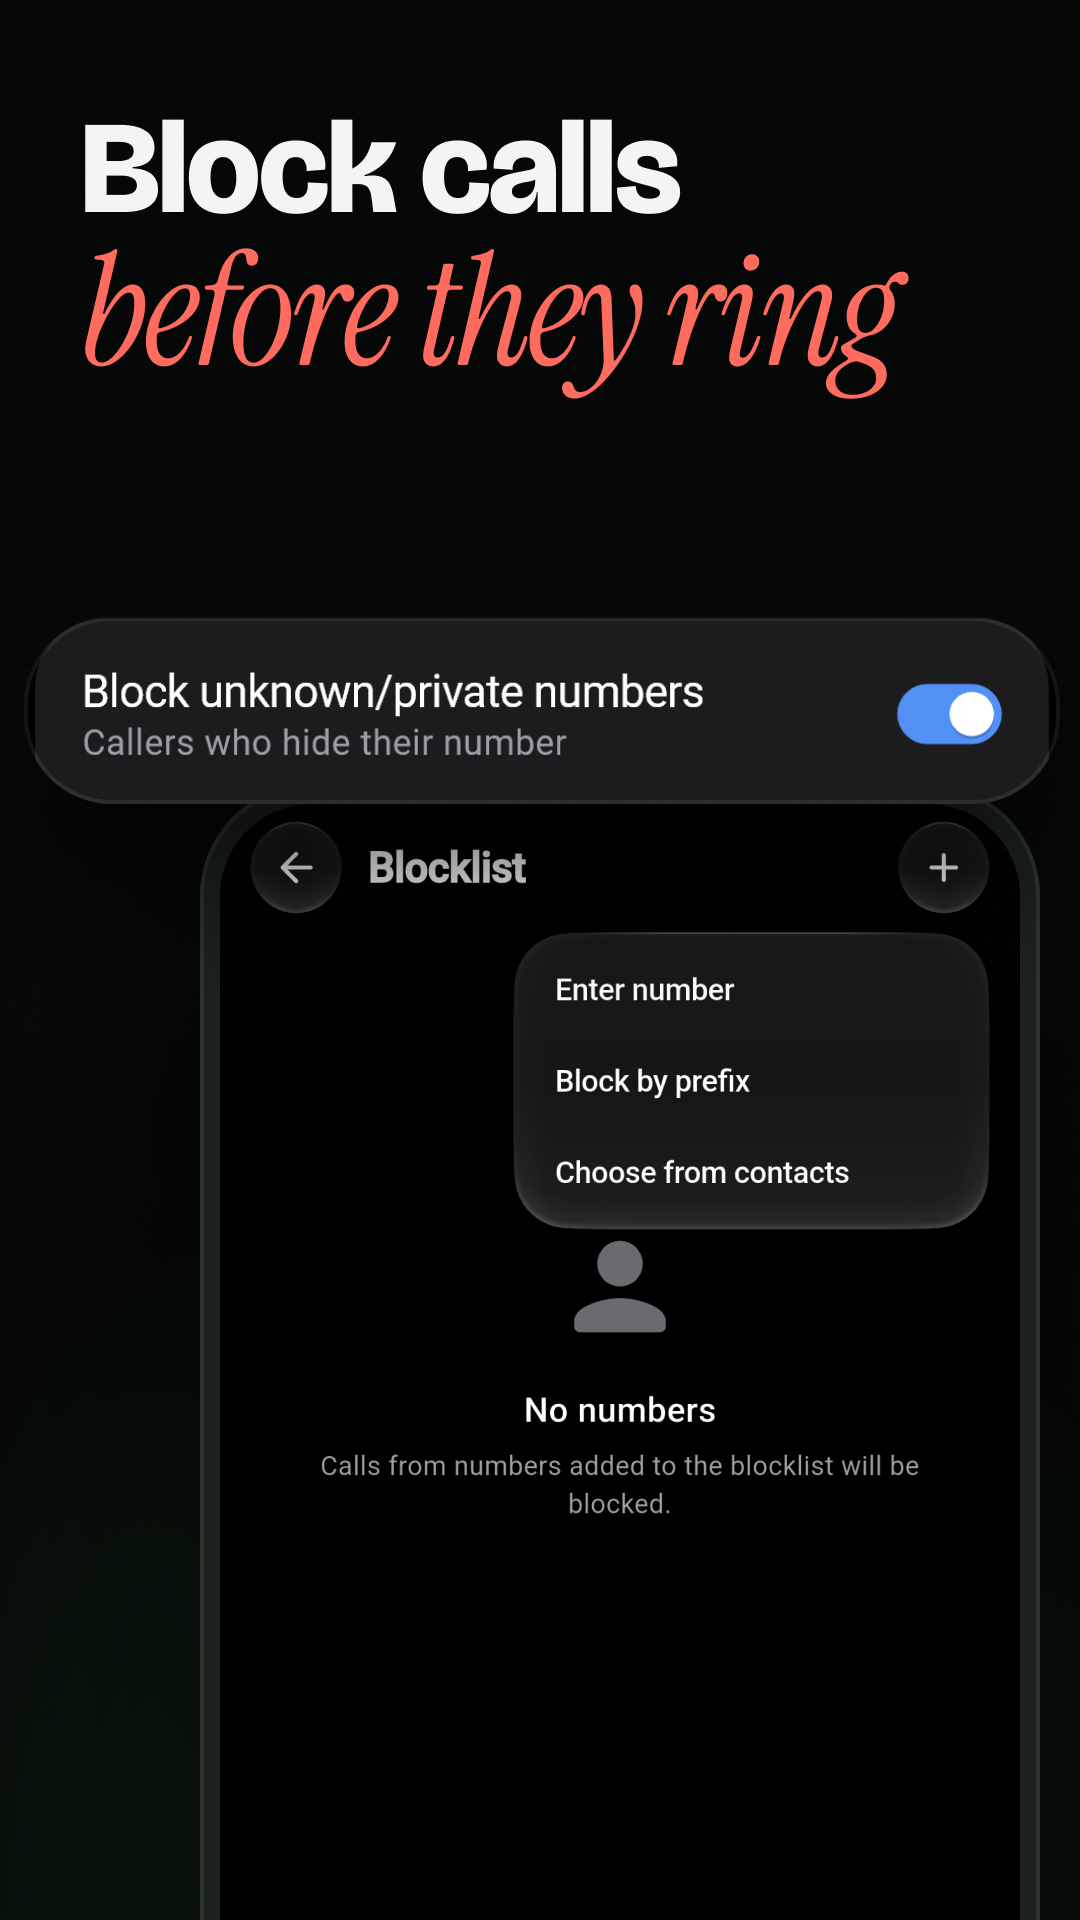 Block calls
before they ring
Block unknown/private numbers
Callers who hide their number
Blocklist
Enter number
Block by prefix
Choose from contacts
No numbers
Calls from numbers added to the blocklist will be
blocked.